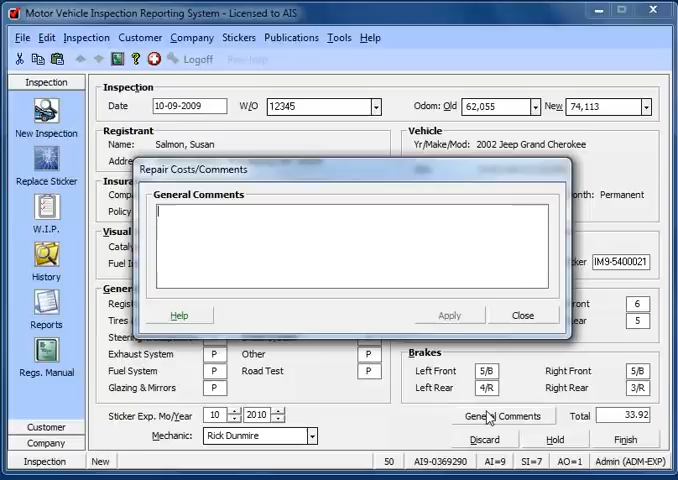 Motor Vehicle Inspection Reporting System - Licensed to AIS
File Edit Inspection Customer Company Stickers Publications Tools Help
Logoff
Inspection
New Inspection
Replace Sticker
W.I.P.
History
Reports
Regs. Manual
Customer
Company
Inspection
Date 10-09-2009 W/O 12345 Odom: Old 62,055 New 74,113
Registrant
Name: Salmon, Susan
Vehicle
Yr/Make/Mod: 2002 Jeep Grand Cherokee
Permanent
Policy
Fuel
IM9-5400021
Repair Costs/Comments
General Comments
Help Apply Close
6
5
Exhaust System P Other P
Fuel System P Road Test P
Glazing & Mirrors P
Brakes
Left Front 5/B Right Front 5/B
Left Rear 4/R Right Rear 3/R
Sticker Exp. Mo/Year 10 2010
Mechanic: Rick Dunmire
General Comments Total 33.92
Discard Hold Finish
Inspection New 50 AI9-0369290 AI=9 SI=7 AO=1 Admin (ADM-EXP)